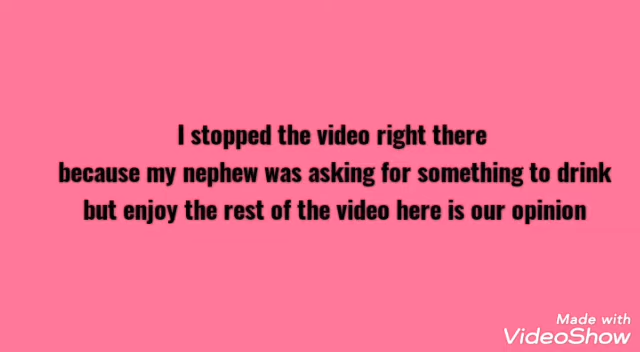 I stopped the video right there
because my nephew was asking for something to drink
but enjoy the rest of the video here is our opinion
Made with
VideoShow